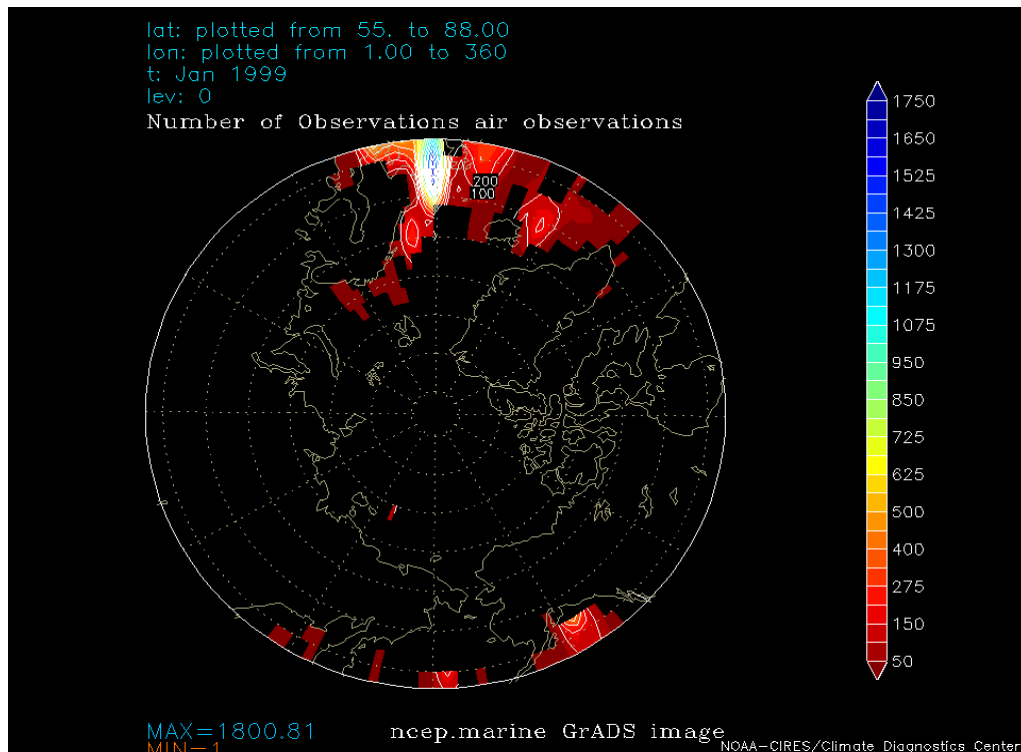 lat: plotted from 55. to 88.00
lon: plotted from 1.00 to 360
t: Jan 1999
lev: 0
Number of Observations air observations
200
100
1750
1650
1525
1425
1300
1175
1075
950
850
725
625
500
400
275
150
50
MAX=1800.81
ncep.marine GrADS image
MIN=1
NOAA-CIRES/Climate Diagnostics Center